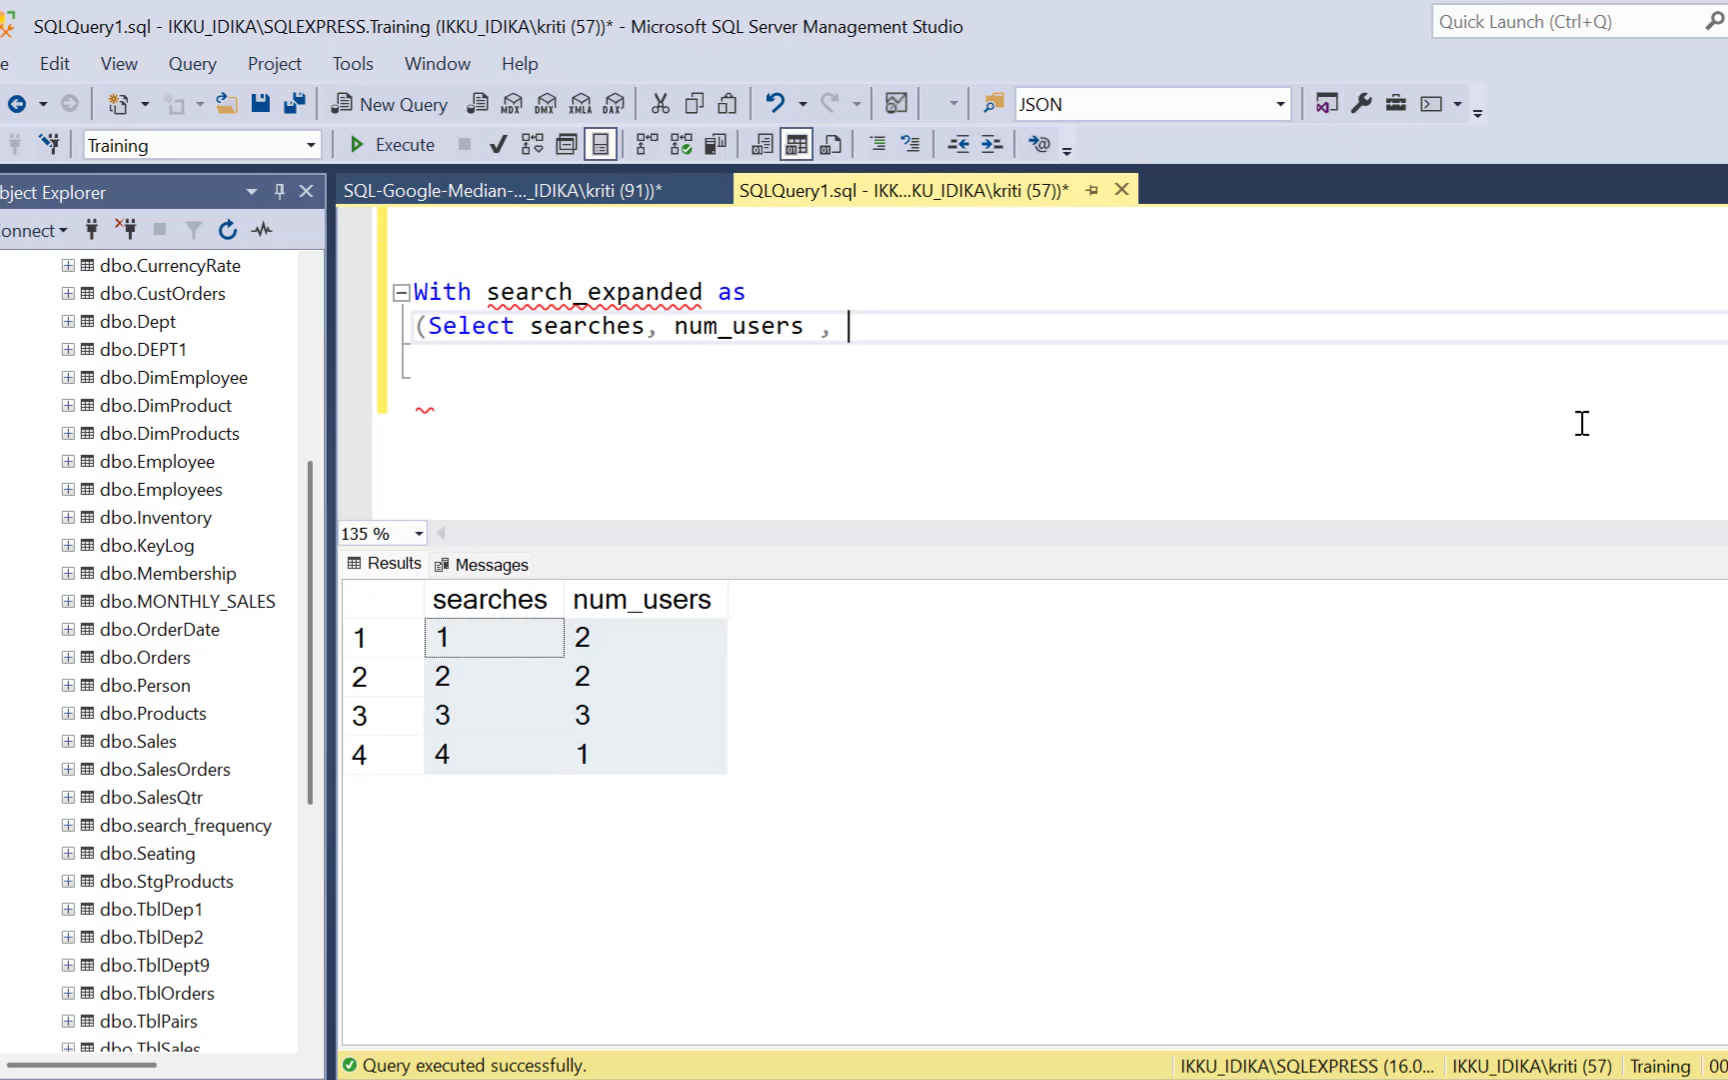 SQLQuery1.sql - IKKU_IDIKA\SQLEXPRESS.Training (IKKU_IDIKA\kriti (57))* - Microsoft SQL Server Management Studio
Quick Launch (Ctrl+Q)
e Edit View Query Project Tools Window Help
New Query MDX DMX XMLA DAX JSON
Training Execute
bject Explorer
SQL-Google-Median-..._IDIKA\kriti (91))*
SQLQuery1.sql - IKK...KU_IDIKA\kriti (57))*
onnect
dbo.CurrencyRate
dbo.CustOrders
dbo.Dept
dbo.DEPT1
dbo.DimEmployee
dbo.DimProduct
dbo.DimProducts
dbo.Employee
dbo.Employees
dbo.Inventory
dbo.KeyLog
dbo.Membership
dbo.MONTHLY_SALES
dbo.OrderDate
dbo.Orders
dbo.Person
dbo.Products
dbo.Sales
dbo.SalesOrders
dbo.SalesQtr
dbo.search_frequency
dbo.Seating
dbo.StgProducts
dbo.TblDep1
dbo.TblDep2
dbo.TblDept9
dbo.TblOrders
dbo.TblPairs
dbo.TblSales
With search_expanded as
(Select searches, num_users ,
135 %
Results Messages
searches num_users
1 1 2
2 2 2
3 3 3
4 4 1
Query executed successfully.
IKKU_IDIKA\SQLEXPRESS (16.0... IKKU_IDIKA\kriti (57) Training 00